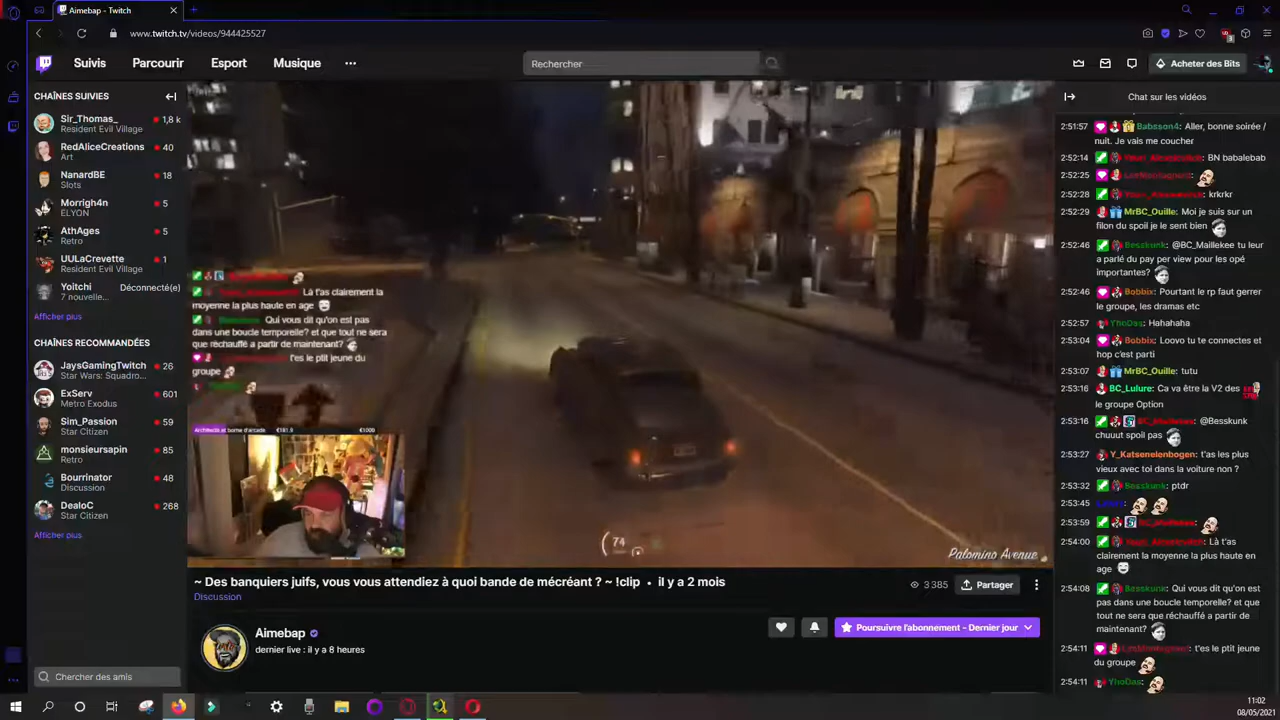 Aimebap - Twitch
www.twitch.tv/videos/944425527
Suivis
Parcourir
Esport
Musique
Rechercher
Acheter des Bits
CHAÎNES SUIVIES
Sir_Thomas_ 1,8 k
Resident Evil Village
RedAliceCreations 40
Art
NanardBE 18
Slots
Morrigh4n 5
ELYON
AthAges 5
Retro
UULaCrevette 1
Resident Evil Village
Yoitchi Déconnecté(e)
7 nouvelle...
Afficher plus
CHAÎNES RECOMMANDÉES
JaysGamingTwitch 26
Star Wars: Squadro...
ExServ 601
Metro Exodus
Sim_Passion 59
Star Citizen
monsieursapin 85
Retro
Bourrinator 48
Discussion
DealoC 268
Star Citizen
Afficher plus
Chercher des amis
Là t'as clairement la
moyenne la plus haute en age
Qui vous dit qu'on est pas
dans une boucle temporelle? et que tout ne sera
que réchauffé a partir de maintenant?
t'es le ptit jeune du
groupe
Architecte et borne d'arcade €181.9 €1000
74
Palomino Avenue
~ Des banquiers juifs, vous vous attendiez à quoi bande de mécréant ? ~ !clip • il y a 2 mois
Discussion
3 385
Partager
Aimebap
dernier live : il y a 8 heures
Poursuivre l'abonnement - Dernier jour
Chat sur les vidéos
2:51:57 Babsson4: Aller, bonne soirée /
nuit. Je vais me coucher
2:52:14 BN babalebab
2:52:25
2:52:28 krkrkr
2:52:29 MrBC_Ouille: Moi je suis sur un
filon du spoil je le sent bien
2:52:46 Besskunk: @BC_Maillekee tu leur
a parlé du pay per view pour les opé
importantes?
2:52:46 Bobbix: Pourtant le rp faut gerrer
le groupe, les dramas etc
2:52:57 YhoDas: Hahahaha
2:53:04 Bobbix: Loovo tu te connectes et
hop c'est parti
2:53:07 MrBC_Ouille: tutu
2:53:16 BC_Lulure: Ca va être la V2 des
le groupe Option
2:53:21 BC_Maillekee: @Besskunk
chuuut spoil pas
2:53:27 Y_Katsenelenbogen: t'as les plus
vieux avec toi dans la voiture non ?
2:53:32 Besskunk: ptdr
2:53:45
2:53:59 BC_Maillekee:
2:54:00 Là t'as
clairement la moyenne la plus haute en
age
2:54:08 Besskunk: Qui vous dit qu'on est
pas dans une boucle temporelle? et que
tout ne sera que réchauffé a partir de
maintenant?
2:54:11 t'es le ptit jeune
du groupe
2:54:11 YhoDas:
11:02
08/05/2021